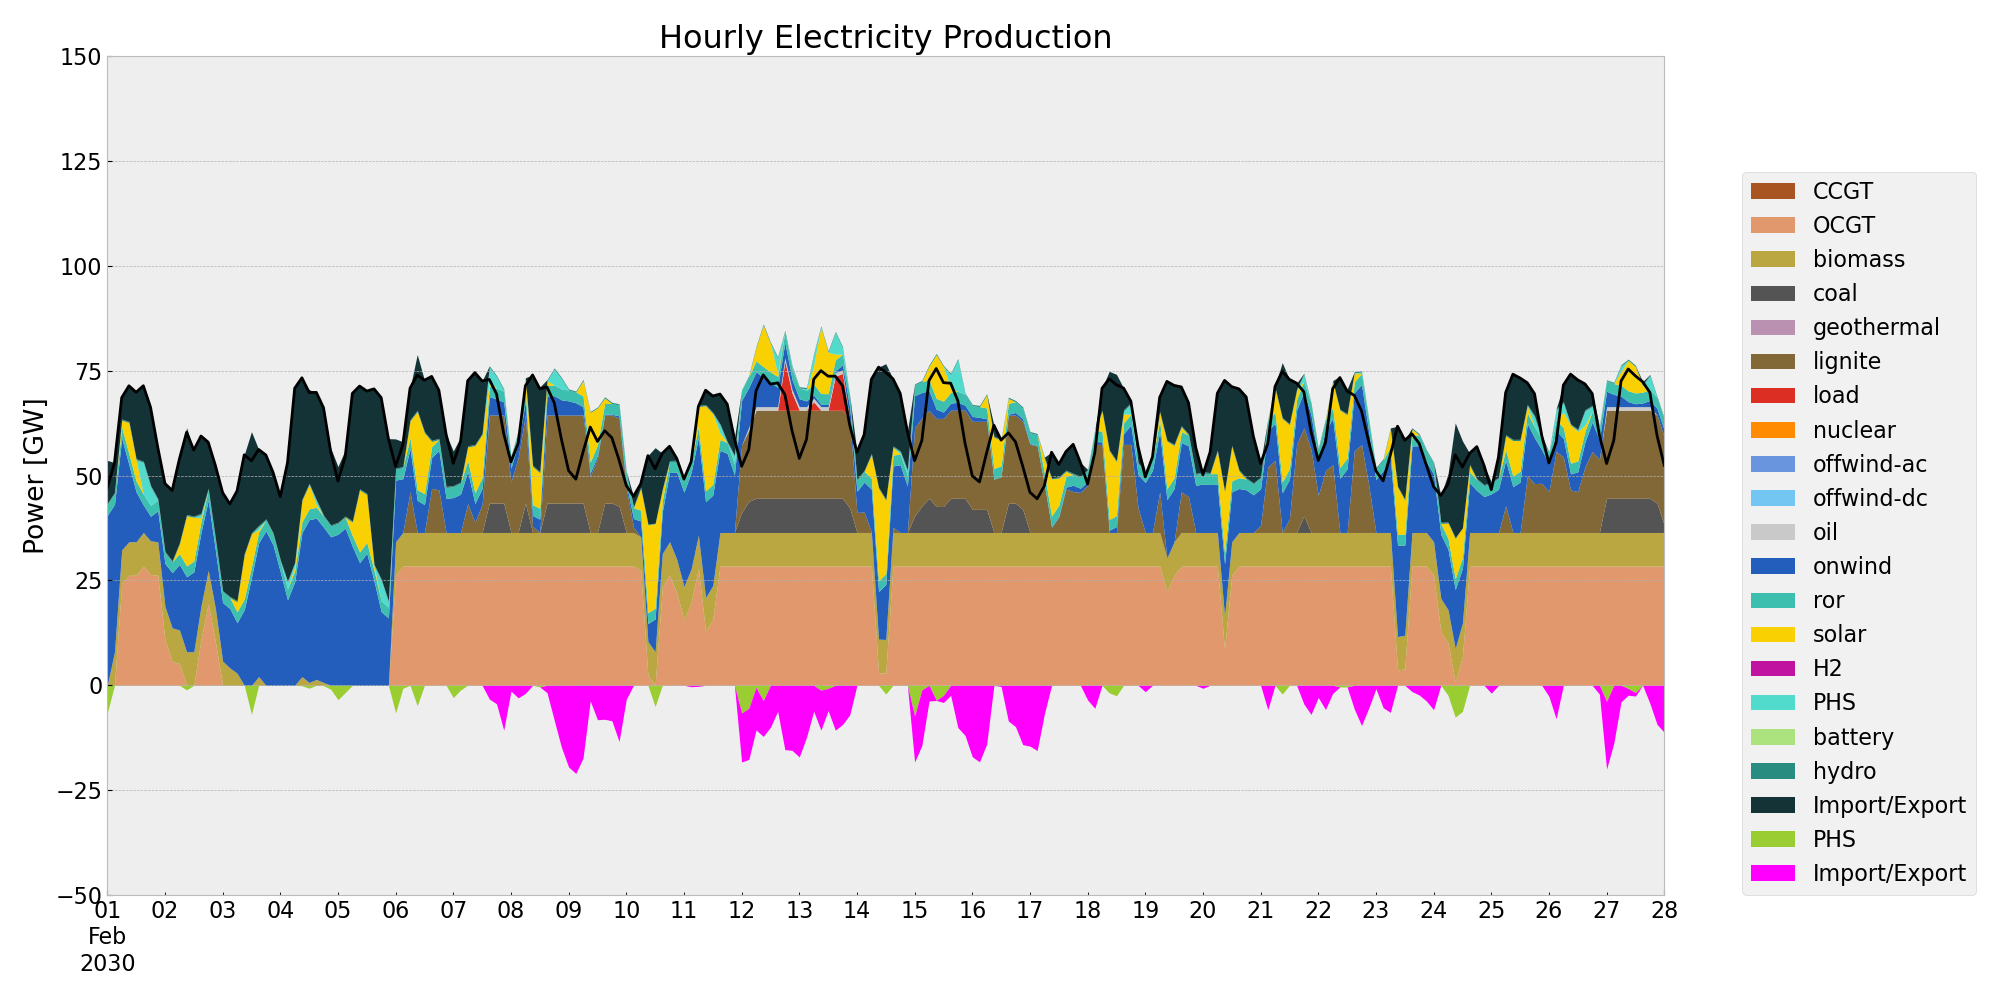 Hourly Electricity Production
Power [GW]
150
125
100
75
50
25
0
−25
−50
01 02 03 04 05 06 07 08 09 10 11 12 13 14 15 16 17 18 19 20 21 22 23 24 25 26 27 28
Feb
2030
CCGT
OCGT
biomass
coal
geothermal
lignite
load
nuclear
offwind-ac
offwind-dc
oil
onwind
ror
solar
H2
PHS
battery
hydro
Import/Export
PHS
Import/Export